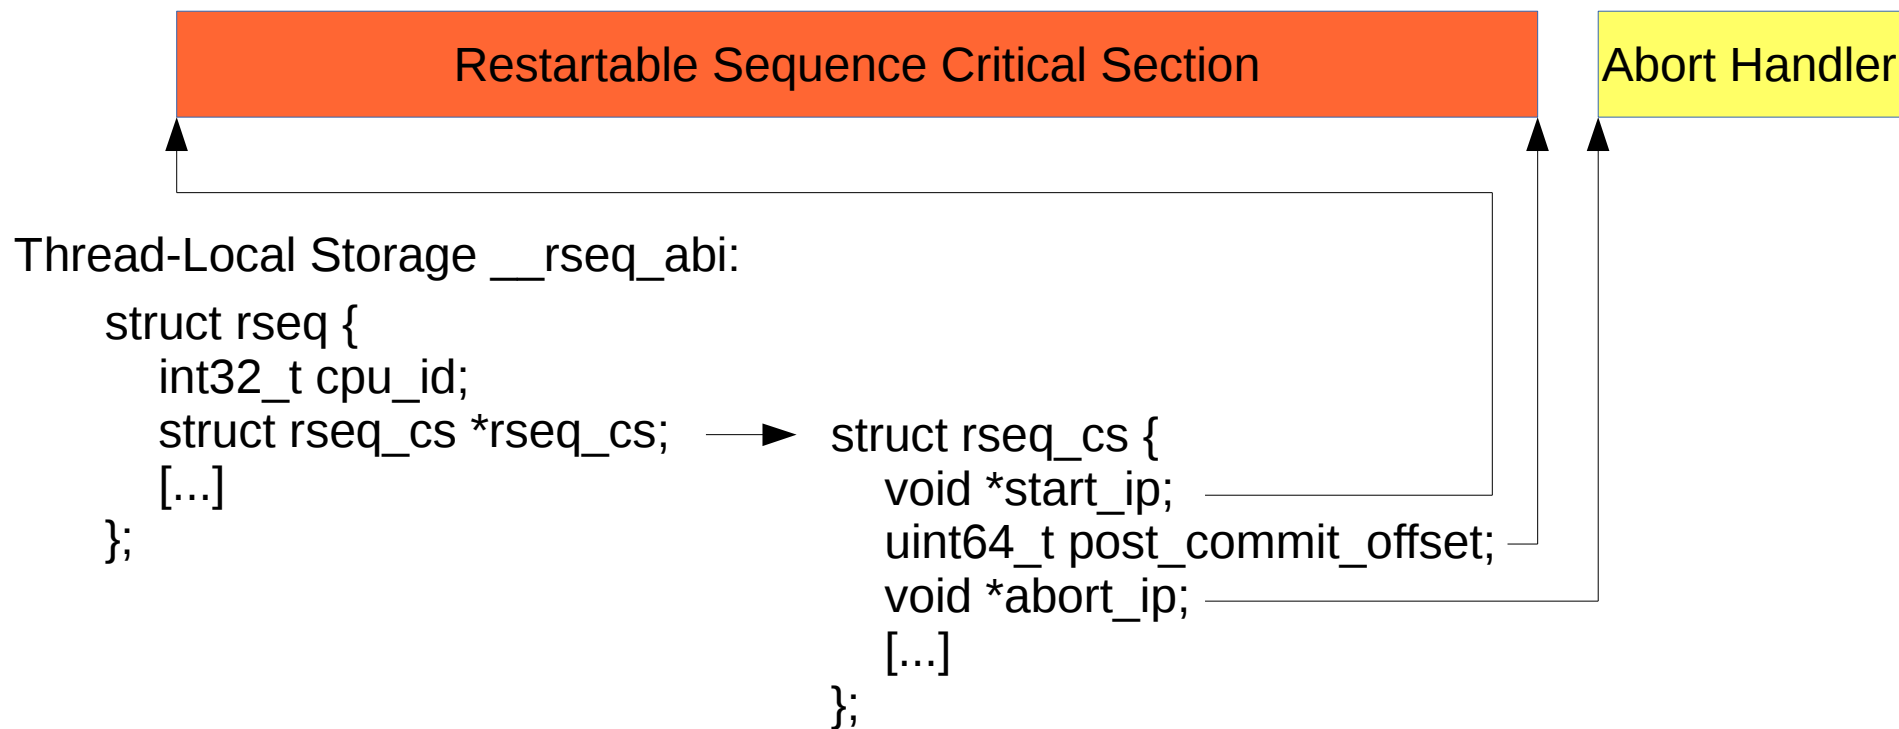 Restartable Sequence Critical Section
Abort Handler
Thread-Local Storage __rseq_abi:
struct rseq {
int32_t cpu_id;
struct rseq_cs *rseq_cs;
[...]
};
struct rseq_cs {
void *start_ip;
uint64_t post_commit_offset;
void *abort_ip;
[...]
};